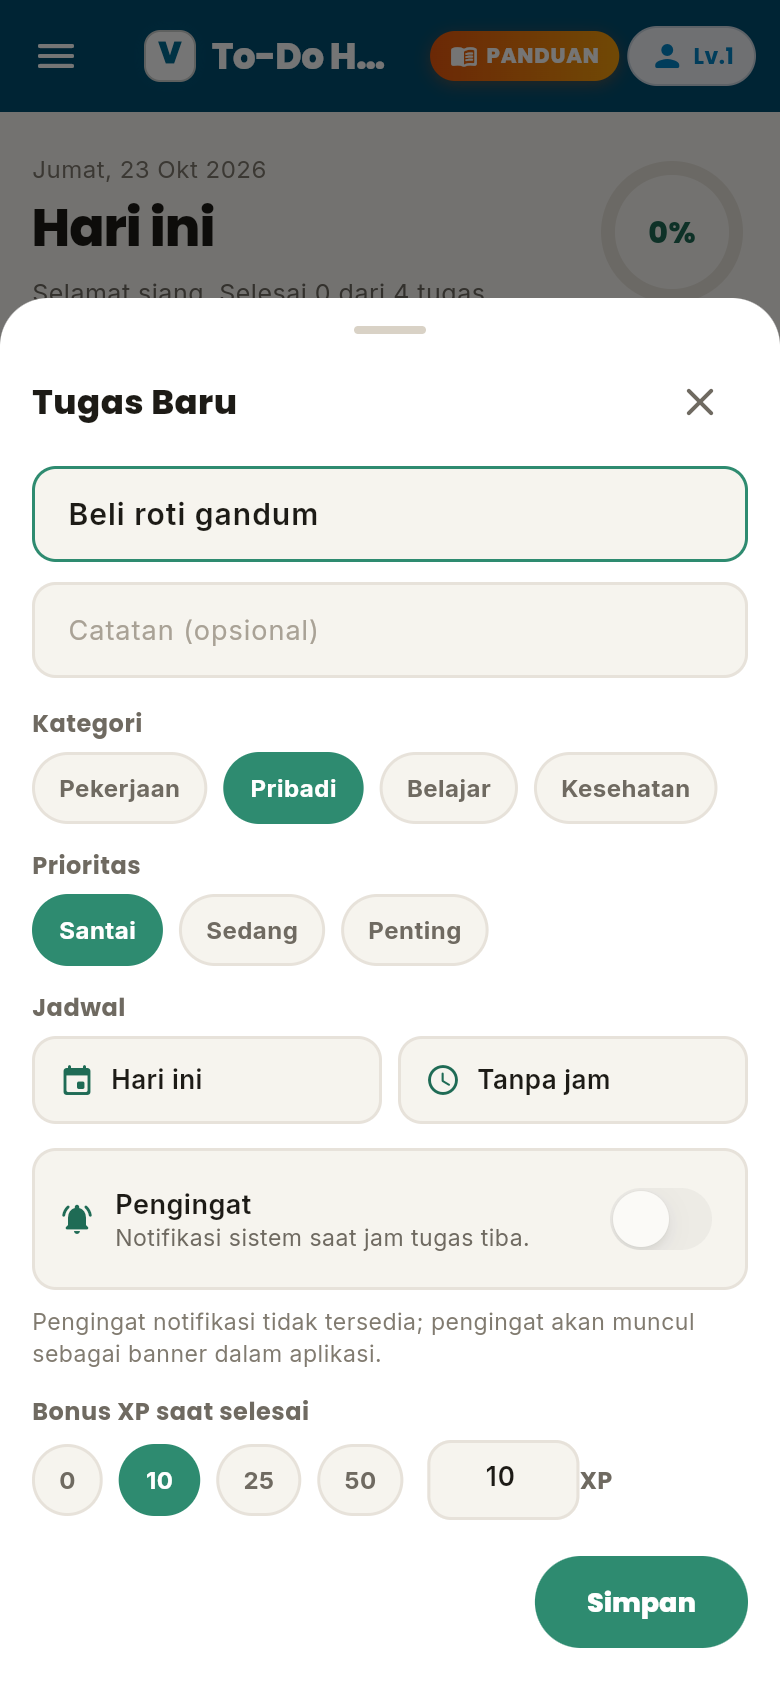 V To-Do H... PANDUAN Lv.1
Jumat, 23 Okt 2026
Hari ini
0%
Selamat siang. Selesai 0 dari 4 tugas
Tugas Baru
Beli roti gandum
Catatan (opsional)
Kategori
Pekerjaan Pribadi Belajar Kesehatan
Prioritas
Santai Sedang Penting
Jadwal
Hari ini Tanpa jam
Pengingat
Notifikasi sistem saat jam tugas tiba.
Pengingat notifikasi tidak tersedia; pengingat akan muncul
sebagai banner dalam aplikasi.
Bonus XP saat selesai
0 10 25 50 10 XP
Simpan